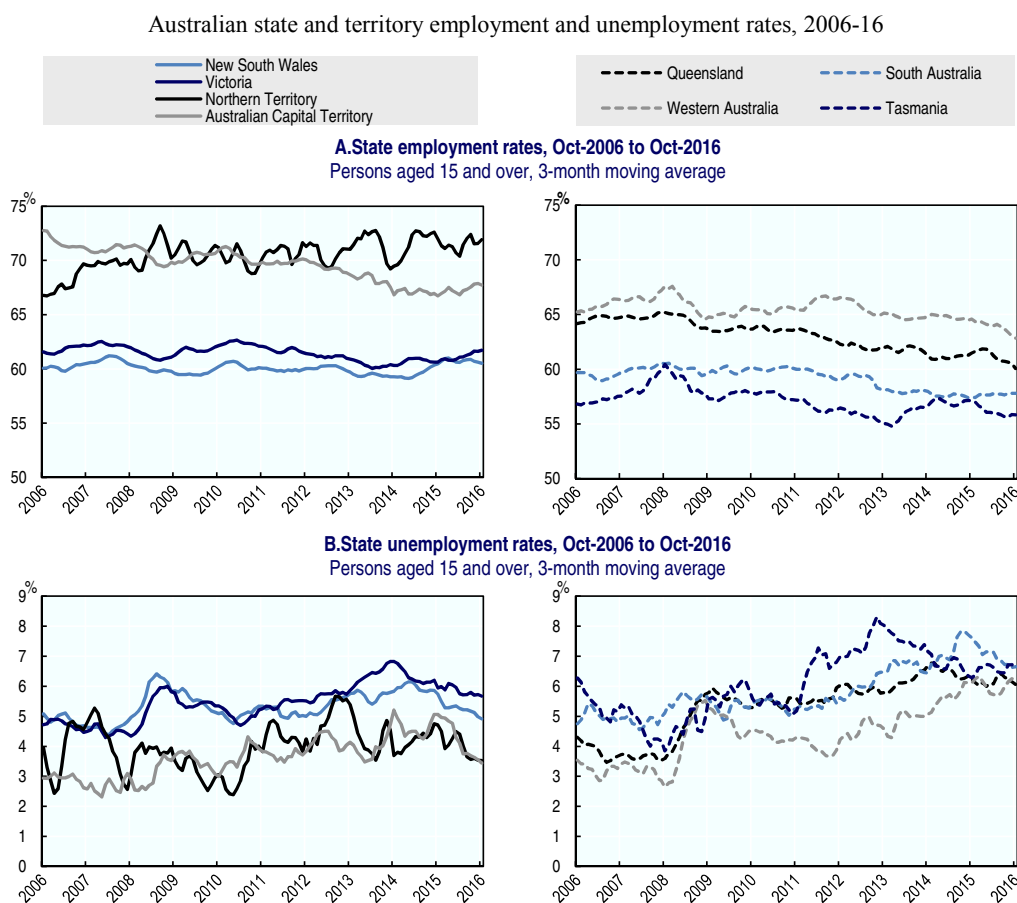 Australian state and territory employment and unemployment rates, 2006-16
New South Wales
Victoria
Northern Territory
Australian Capital Territory
Queensland
South Australia
Western Australia
Tasmania
A.State employment rates, Oct-2006 to Oct-2016
Persons aged 15 and over, 3-month moving average
%
75
70
65
60
55
50
2006 2007 2008 2009 2010 2011 2012 2013 2014 2015 2016
%
75
70
65
60
55
50
2006 2007 2008 2009 2010 2011 2012 2013 2014 2015 2016
B.State unemployment rates, Oct-2006 to Oct-2016
Persons aged 15 and over, 3-month moving average
%
9
8
7
6
5
4
3
2
1
0
2006 2007 2008 2009 2010 2011 2012 2013 2014 2015 2016
%
9
8
7
6
5
4
3
2
1
0
2006 2007 2008 2009 2010 2011 2012 2013 2014 2015 2016